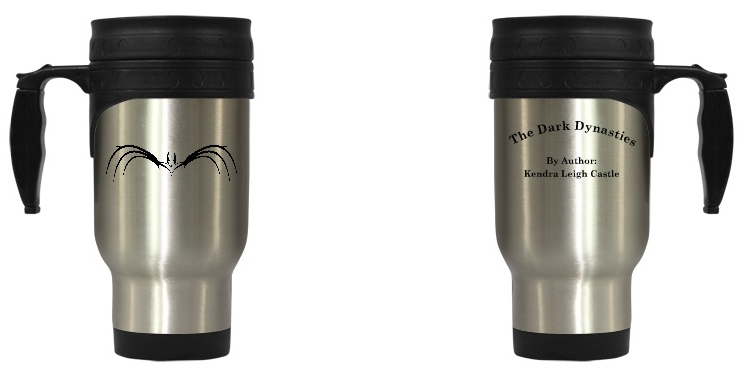 The Dark Dynasties
By Author:
Kendra Leigh Castle